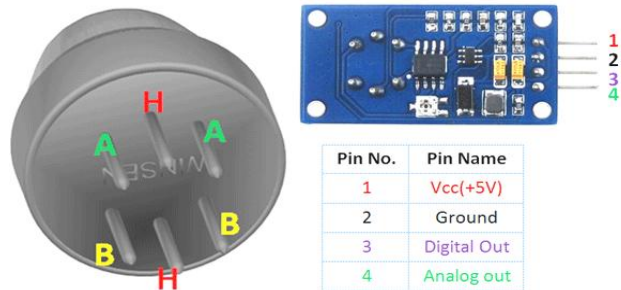 H
A
A
WINSEN
B
B
H
1
2
3
4
Pin No. Pin Name
1 Vcc(+5V)
2 Ground
3 Digital Out
4 Analog out